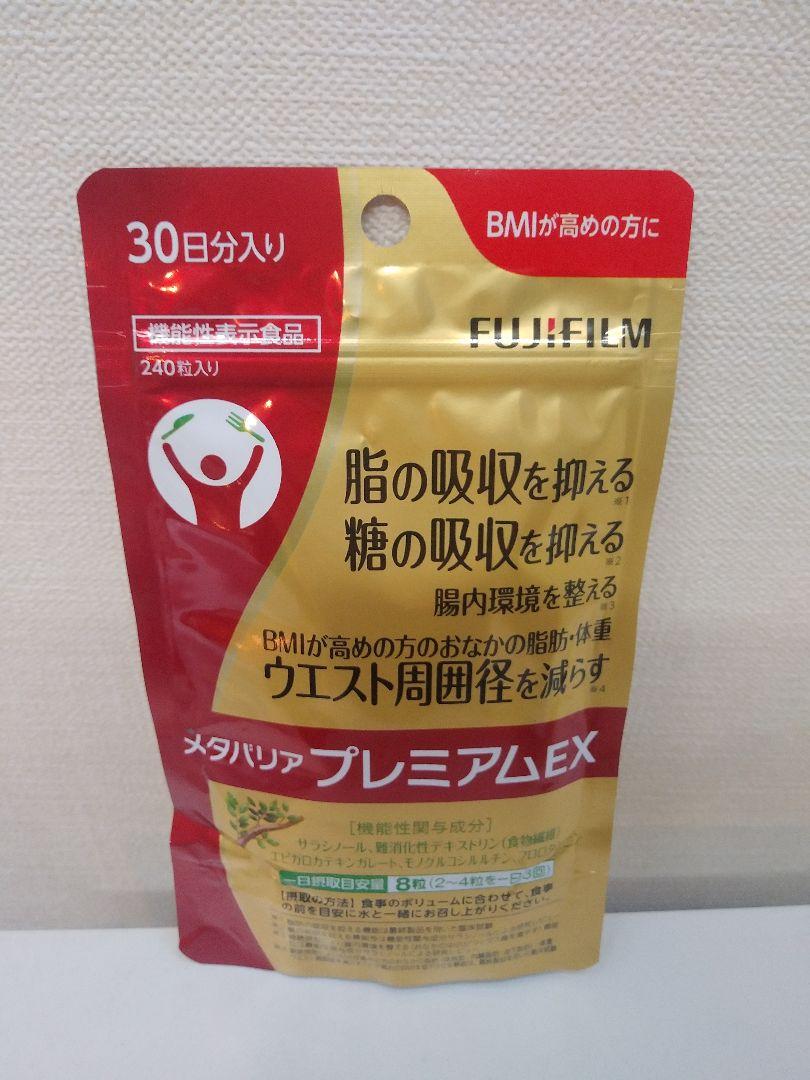 30日分入り
BMIが高めの方に
機能性表示食品
FUJIFILM
240粒入り
脂の吸収を抑える
※1
糖の吸収を抑える
※2
腸内環境を整える
※3
BMIが高めの方のおなかの脂肪・体重
ウエスト周囲径を減らす
※4
メタバリア プレミアムEX
[機能性関与成分]
サラシノール、難消化性デキストリン(食物繊維)
エピガロカテキンガレート、モノグルコシルルチン、
一日摂取目安量 8粒(2~4粒を一日3回)
【摂取の方法】食事のボリュームに合わせて、食事
の前を目安に水と一緒にお召し上がりください。